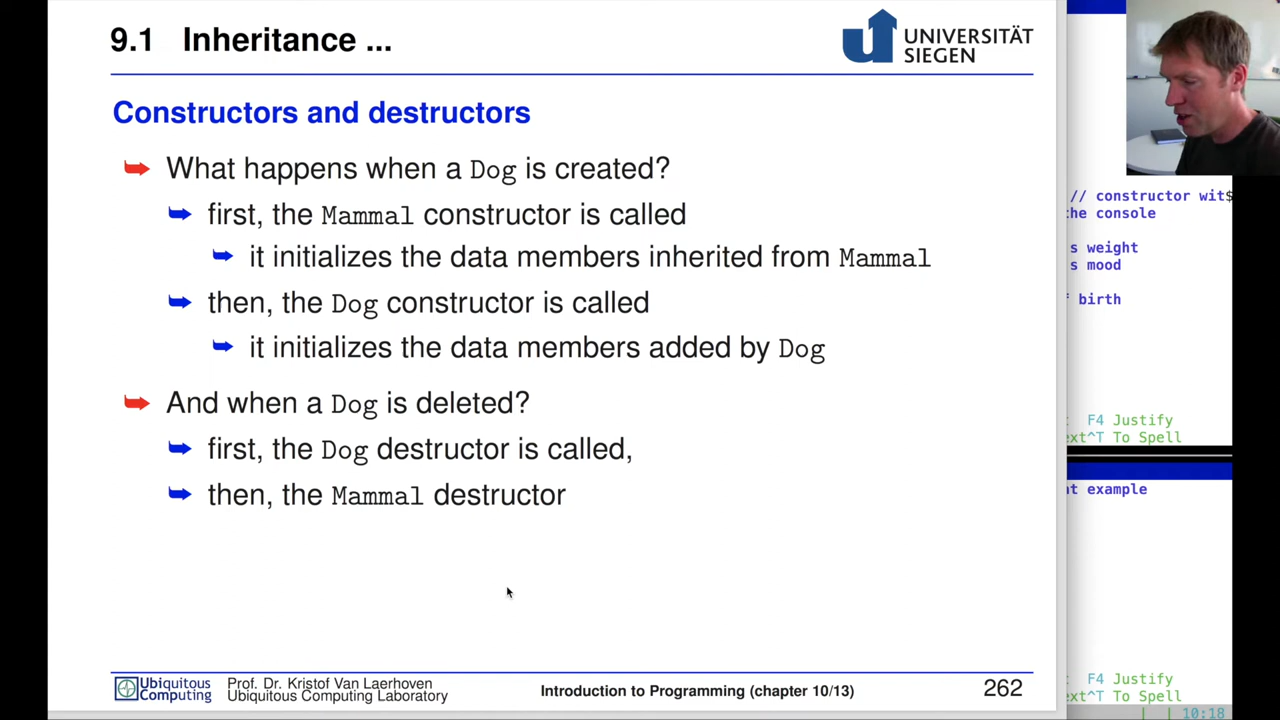 9.1 Inheritance ...
UNIVERSITÄT
SIEGEN
Constructors and destructors
What happens when a Dog is created?
first, the Mammal constructor is called
it initializes the data members inherited from Mammal
then, the Dog constructor is called
it initializes the data members added by Dog
And when a Dog is deleted?
first, the Dog destructor is called,
then, the Mammal destructor
Ubiquitous
Computing
Prof. Dr. Kristof Van Laerhoven
Ubiquitous Computing Laboratory
Introduction to Programming (chapter 10/13)
262
// constructor wit$
the console
s weight
s mood
f birth
F4 Justify
ext^T To Spell
nt example
F4 Justify
ext^T To Spell
10:18